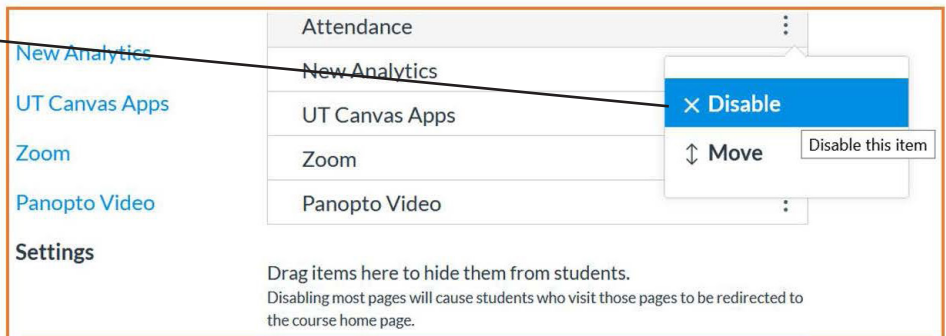 New Analytics
UT Canvas Apps
Zoom
Panopto Video
Settings
Attendance
New Analytics
UT Canvas Apps
Zoom
Panopto Video
Disable
Move
Disable this item
Drag items here to hide them from students.
Disabling most pages will cause students who visit those pages to be redirected to
the course home page.